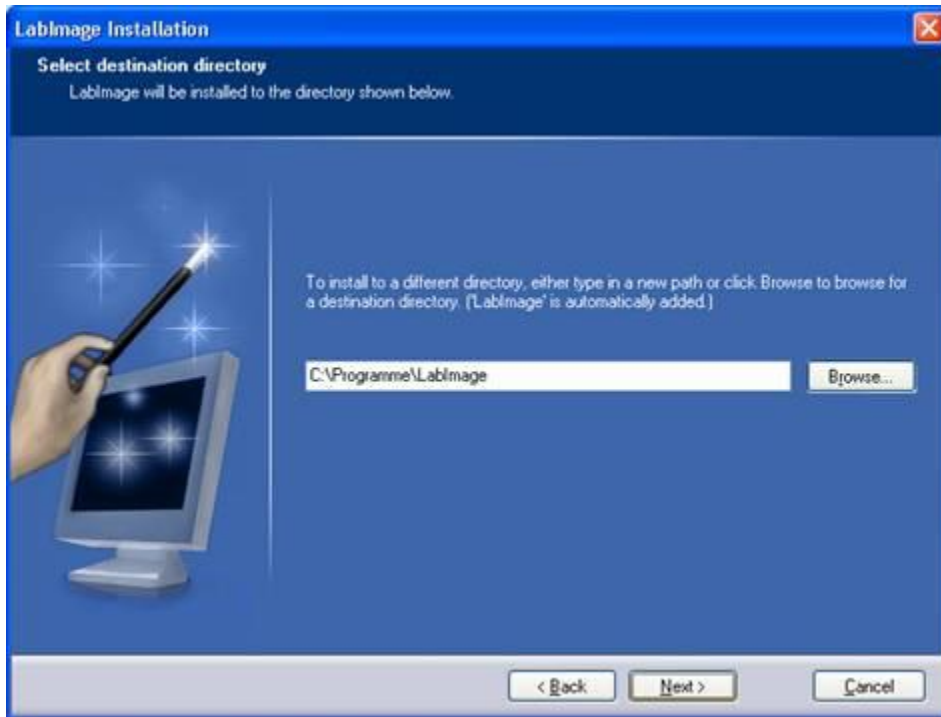 LabImage Installation
Select destination directory
LabImage will be installed to the directory shown below.
To install to a different directory, either type in a new path or click Browse to browse for
a destination directory. ('LabImage' is automatically added.)
C:\Programme\LabImage
Browse...
< Back
Next >
Cancel